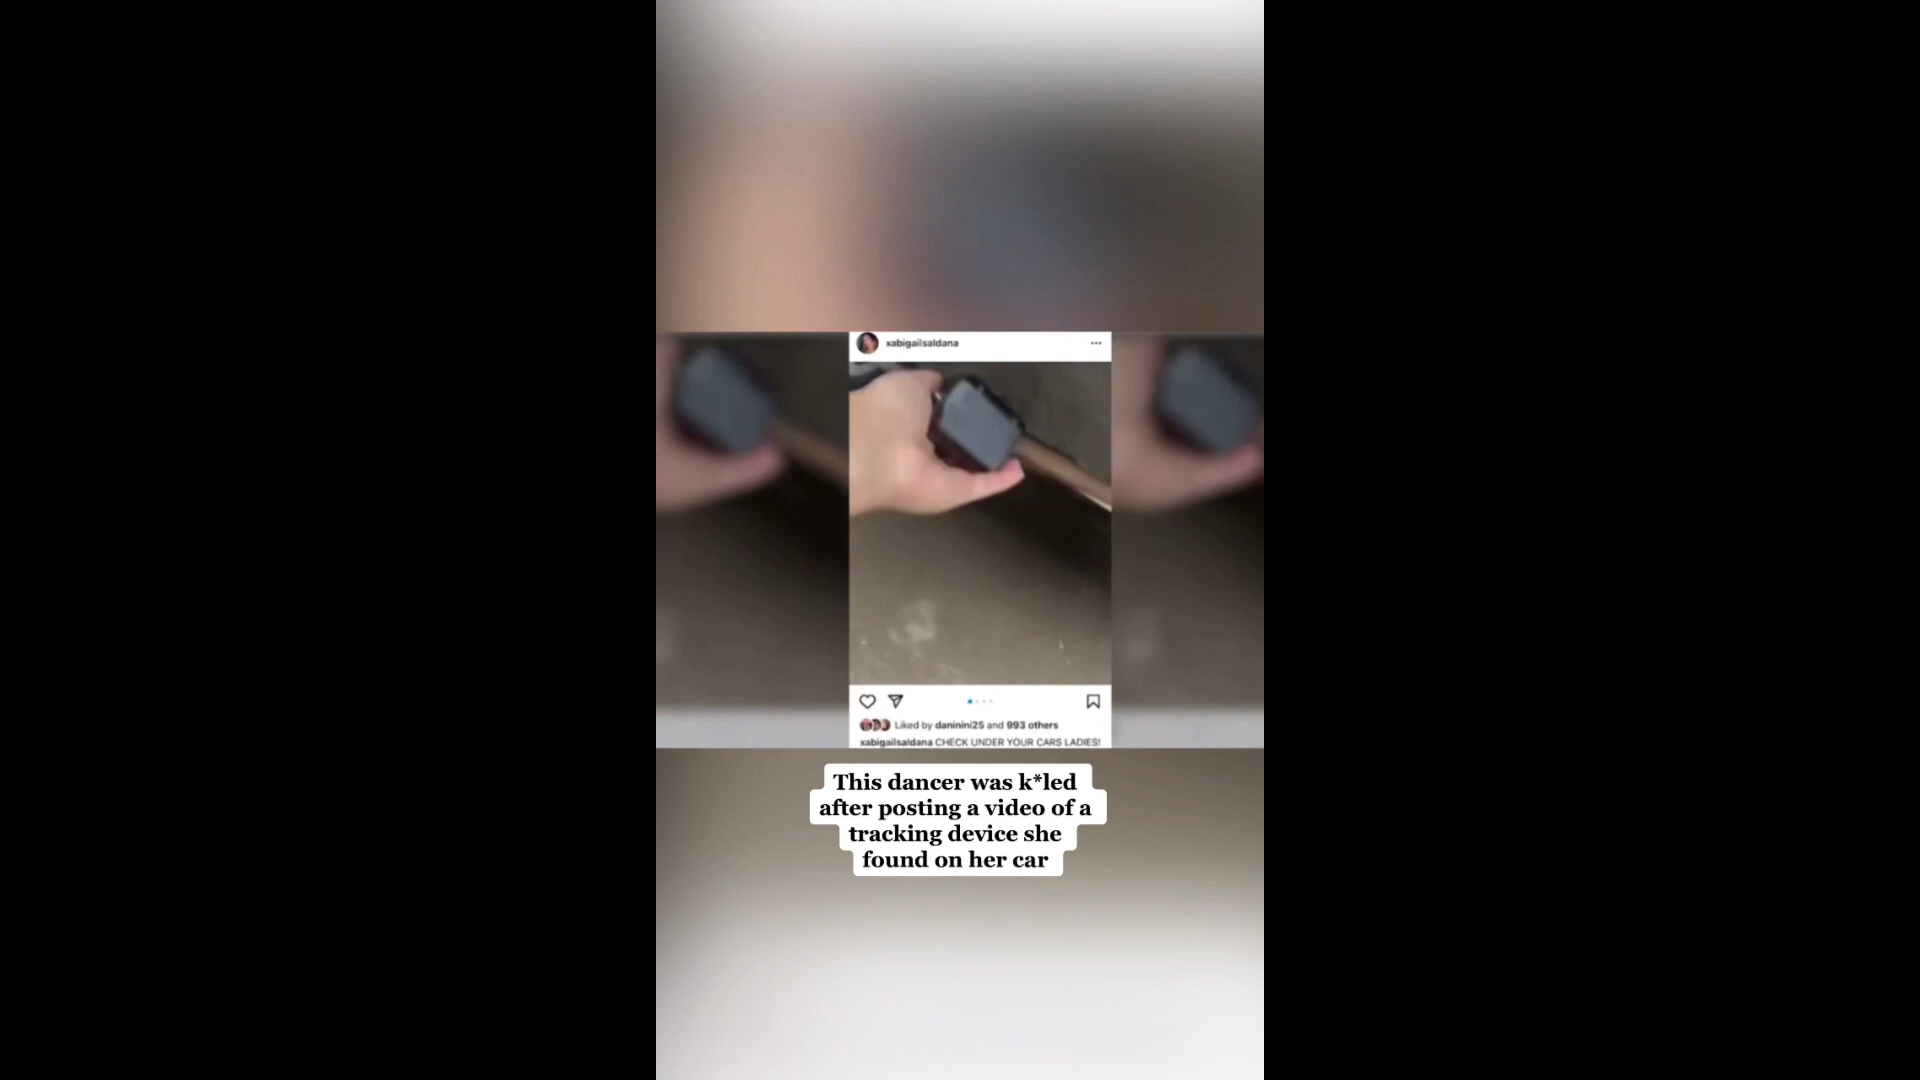 xabigailsaldana
Liked by daninini25 and 993 others
xabigailsaldana CHECK UNDER YOUR CARS LADIES!
This dancer was k*led
after posting a video of a
tracking device she
found on her car